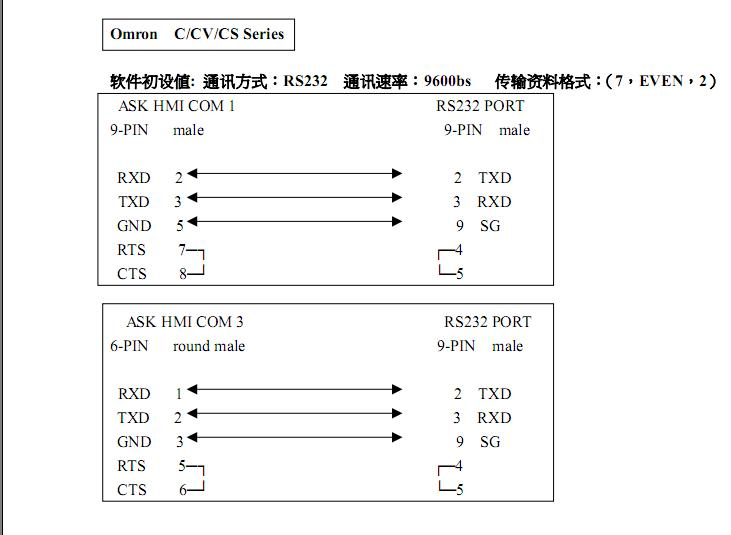 Omron C/CV/CS Series
软件初设值: 通讯方式：RS232 通讯速率：9600bs 传输资料格式：(7，EVEN，2)
ASK HMI COM 1 RS232 PORT
9-PIN male 9-PIN male
RXD 2 2 TXD
TXD 3 3 RXD
GND 5 9 SG
RTS 7 4
CTS 8 5
ASK HMI COM 3 RS232 PORT
6-PIN round male 9-PIN male
RXD 1 2 TXD
TXD 2 3 RXD
GND 3 9 SG
RTS 5 4
CTS 6 5